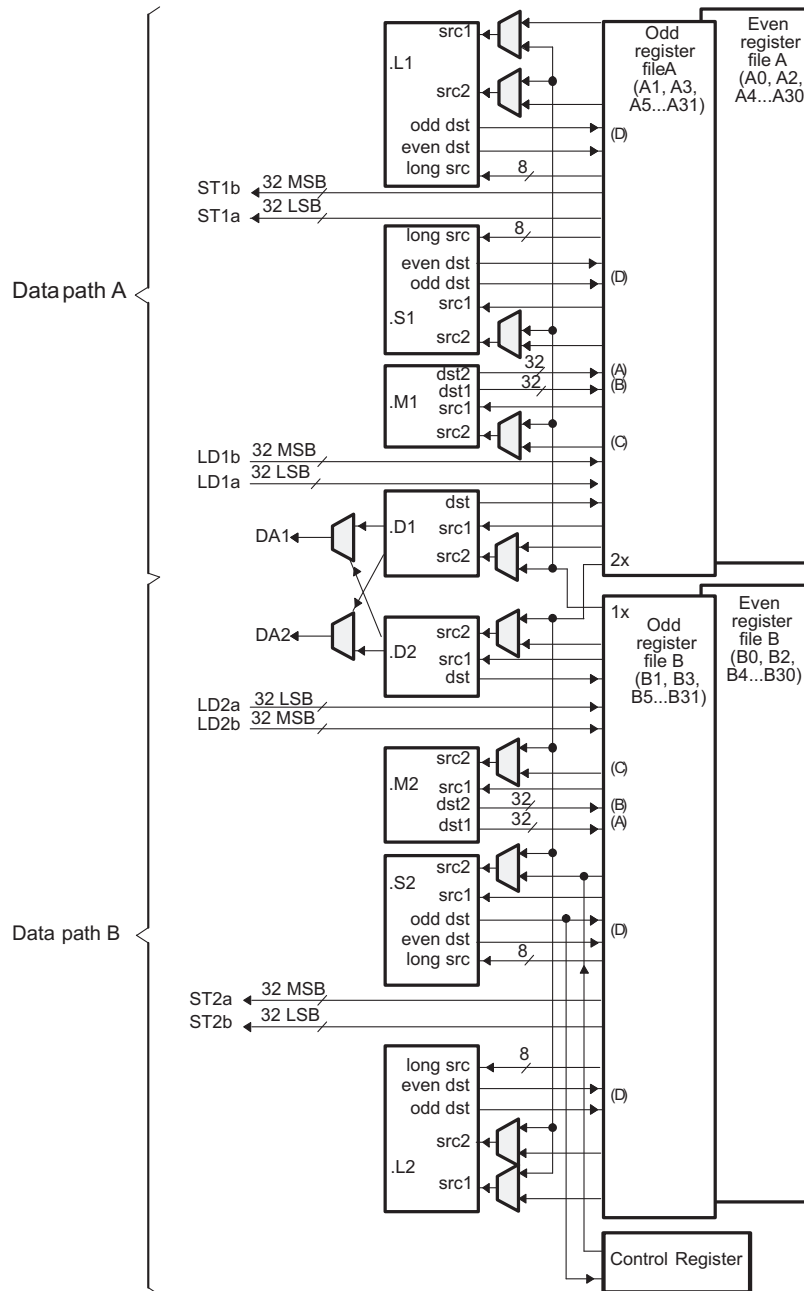 src1
.L1
src2
odd dst
even dst
long src
8
Odd
register
fileA
(A1, A3,
A5...A31)
(D)
Even
register
file A
(A0, A2,
A4...A30
ST1b
32 MSB
ST1a
32 LSB
Data path A
long src
8
even dst
odd dst
(D)
src1
.S1
src2
dst2
32
(A)
.M1
dst1
32
(B)
src1
src2
(C)
LD1b
32 MSB
LD1a
32 LSB
dst
.D1
src1
src2
DA1
2x
1x
DA2
src2
.D2
src1
dst
Odd
register
file B
(B1, B3,
B5...B31)
Even
register
file B
(B0, B2,
B4...B30)
LD2a
32 LSB
LD2b
32 MSB
src2
(C)
.M2
src1
dst2
32
(B)
dst1
32
(A)
src2
.S2
src1
odd dst
(D)
even dst
long src
8
Data path B
ST2a
32 MSB
ST2b
32 LSB
long src
8
even dst
(D)
odd dst
src2
.L2
src1
Control Register